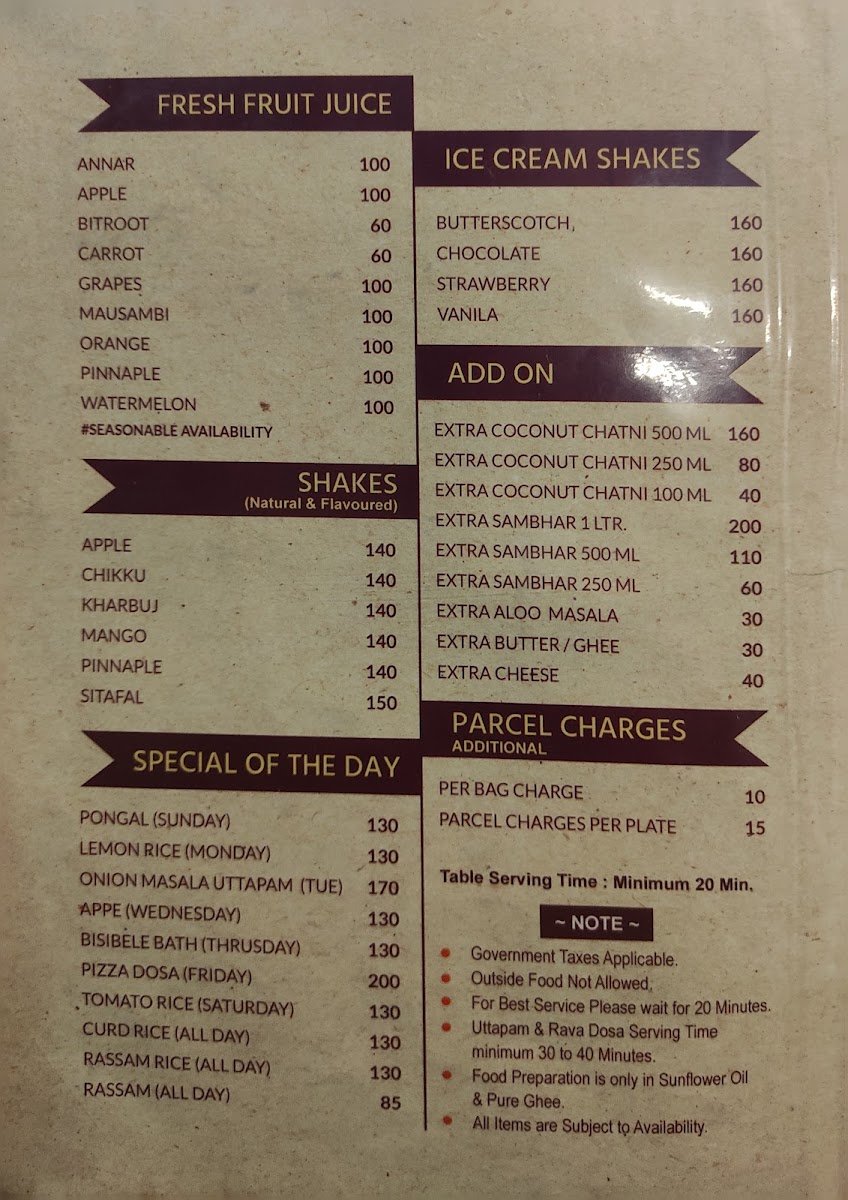 FRESH FRUIT JUICE
ANNAR 100
APPLE 100
BITROOT 60
CARROT 60
GRAPES 100
MAUSAMBI 100
ORANGE 100
PINNAPLE 100
WATERMELON 100
#SEASONABLE AVAILABILITY
SHAKES
(Natural & Flavoured)
APPLE 140
CHIKKU 140
KHARBUJ 140
MANGO 140
PINNAPLE 140
SITAFAL 150
SPECIAL OF THE DAY
PONGAL (SUNDAY) 130
LEMON RICE (MONDAY) 130
ONION MASALA UTTAPAM (TUE) 170
APPE (WEDNESDAY) 130
BISIBELE BATH (THRUSDAY) 130
PIZZA DOSA (FRIDAY) 200
TOMATO RICE (SATURDAY) 130
CURD RICE (ALL DAY) 130
RASSAM RICE (ALL DAY) 130
RASSAM (ALL DAY) 85
ICE CREAM SHAKES
BUTTERSCOTCH, 160
CHOCOLATE 160
STRAWBERRY 160
VANILA 160
ADD ON
EXTRA COCONUT CHATNI 500 ML 160
EXTRA COCONUT CHATNI 250 ML 80
EXTRA COCONUT CHATNI 100 ML 40
EXTRA SAMBHAR 1 LTR. 200
EXTRA SAMBHAR 500 ML 110
EXTRA SAMBHAR 250 ML 60
EXTRA ALOO MASALA 30
EXTRA BUTTER / GHEE 30
EXTRA CHEESE 40
PARCEL CHARGES
ADDITIONAL
PER BAG CHARGE 10
PARCEL CHARGES PER PLATE 15
Table Serving Time : Minimum 20 Min.
~ NOTE ~
• Government Taxes Applicable.
• Outside Food Not Allowed,
• For Best Service Please wait for 20 Minutes.
• Uttapam & Rava Dosa Serving Time
minimum 30 to 40 Minutes.
• Food Preparation is only in Sunflower Oil
& Pure Ghee.
• All Items are Subject to Availability.